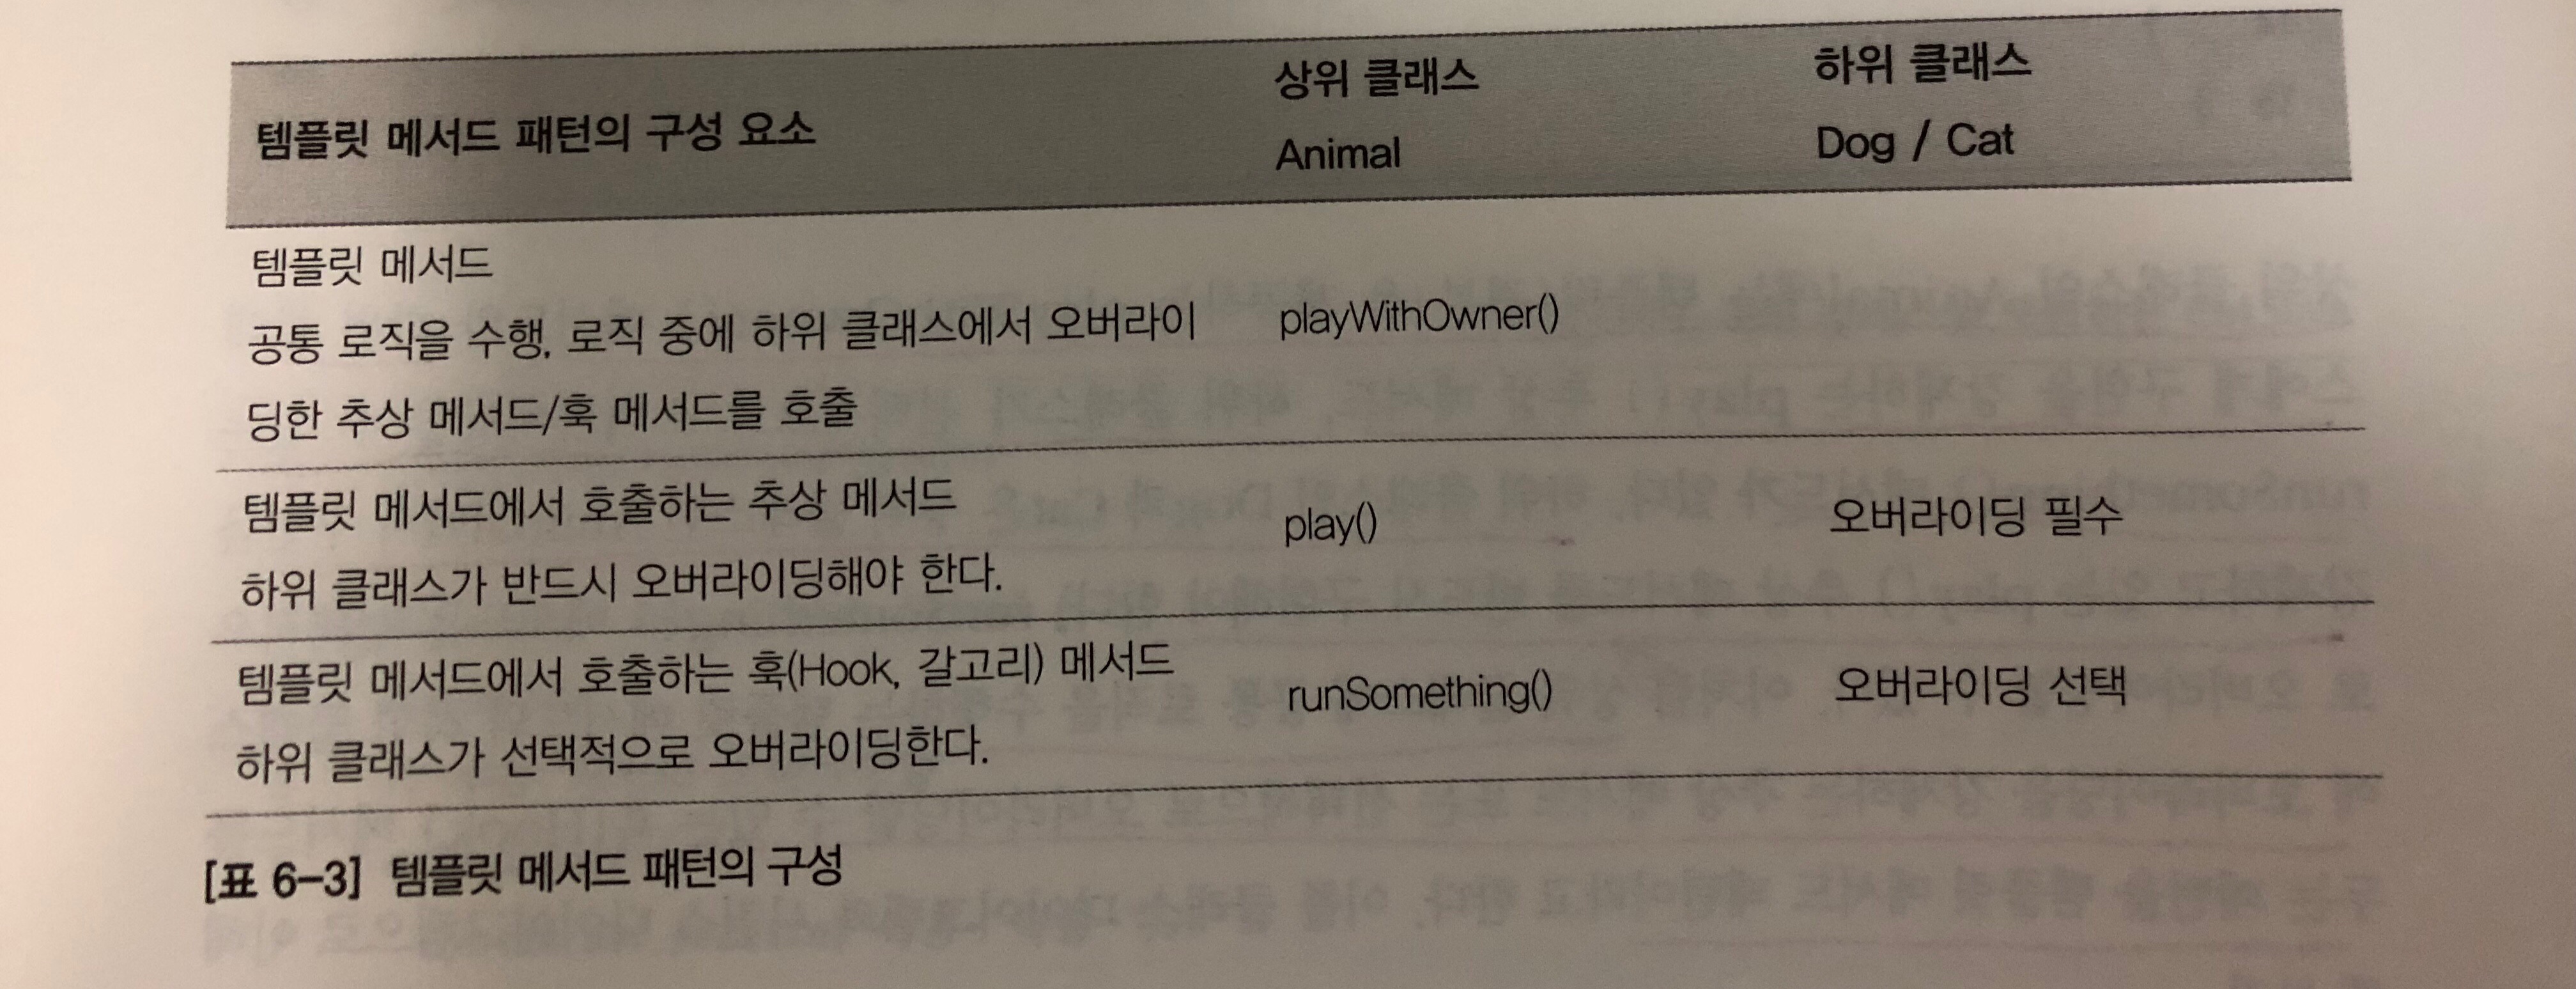 템플릿 메서드 패턴의 구성 요소
상위 클래스
Animal
하위 클래스
Dog / Cat
템플릿 메서드
공통 로직을 수행, 로직 중에 하위 클래스에서 오버라이
딩한 추상 메서드/훅 메서드를 호출
playWithOwner()
템플릿 메서드에서 호출하는 추상 메서드
하위 클래스가 반드시 오버라이딩해야 한다.
play()
오버라이딩 필수
템플릿 메서드에서 호출하는 훅(Hook, 갈고리) 메서드
하위 클래스가 선택적으로 오버라이딩한다.
runSomething()
오버라이딩 선택
[표 6-3] 템플릿 메서드 패턴의 구성